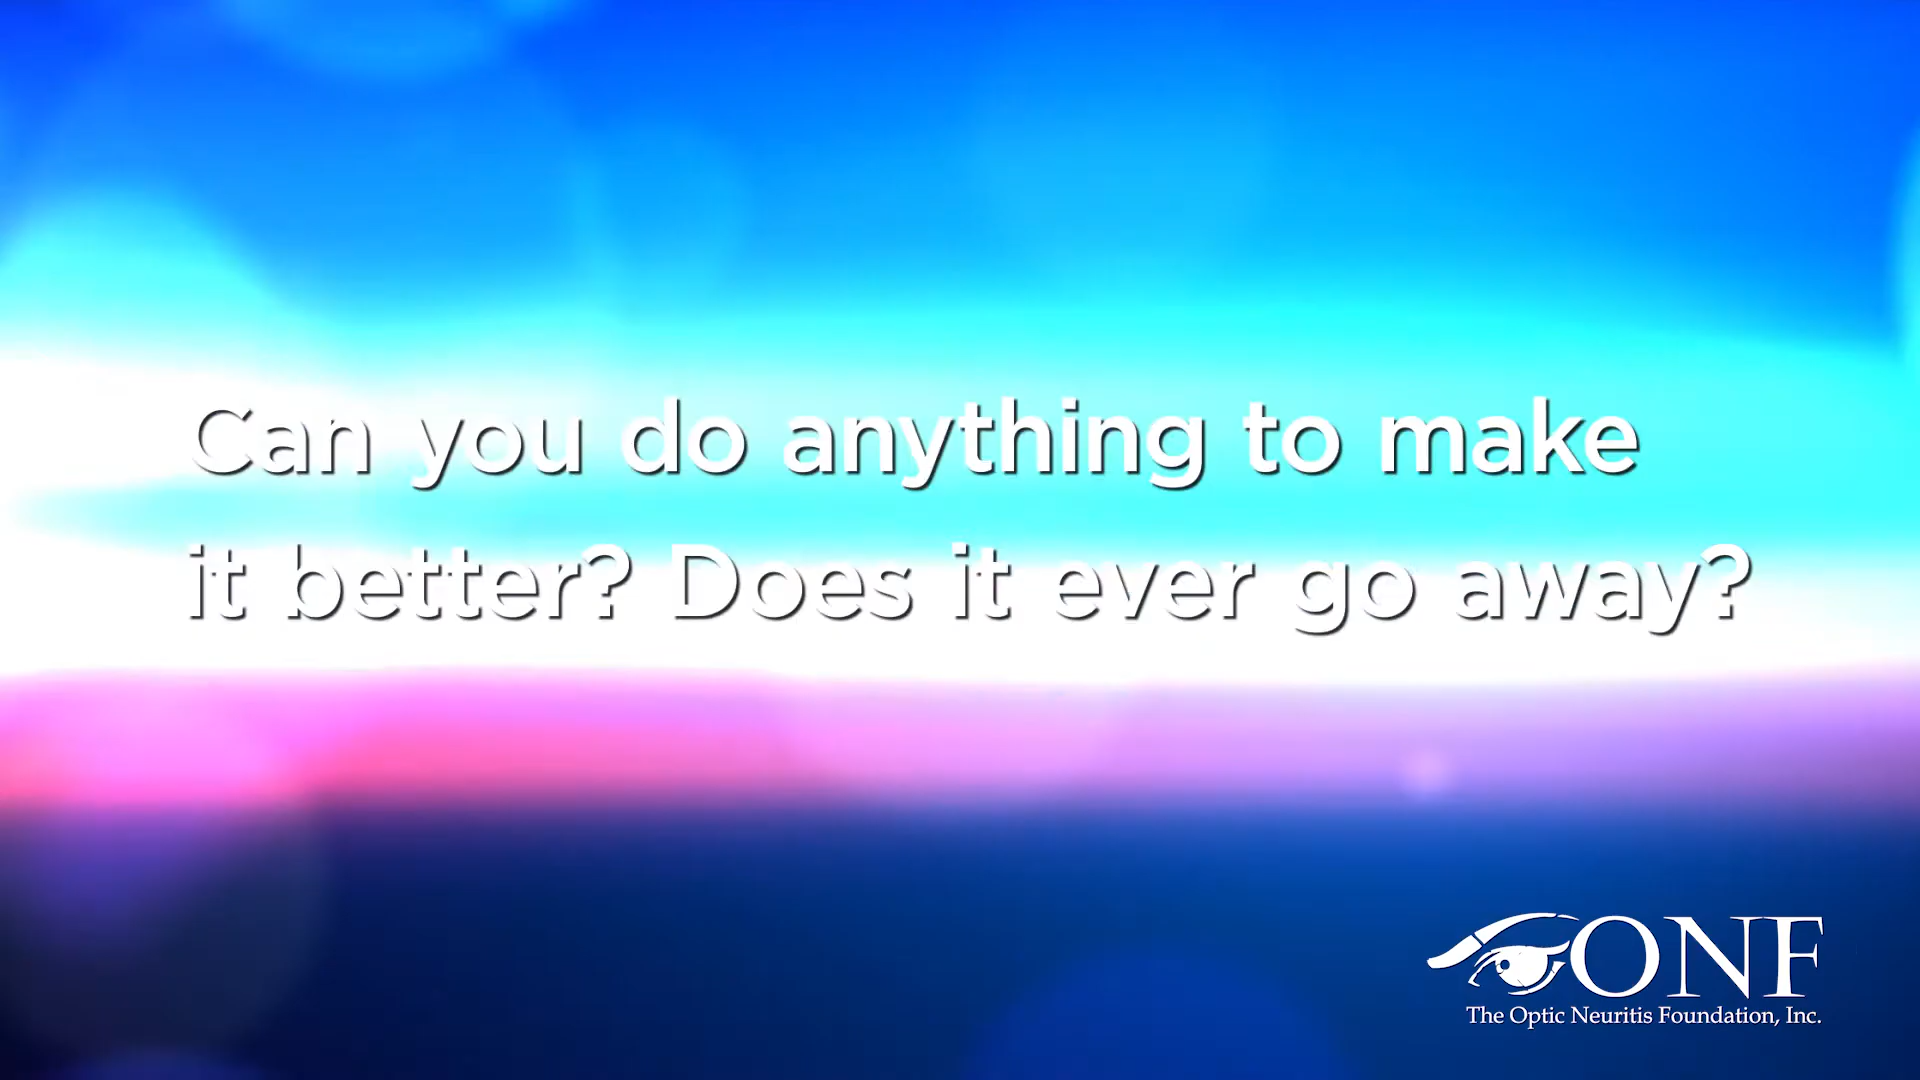 Can you do anything to make
it better? Does it ever go away?
ONF
The Optic Neuritis Foundation, Inc.